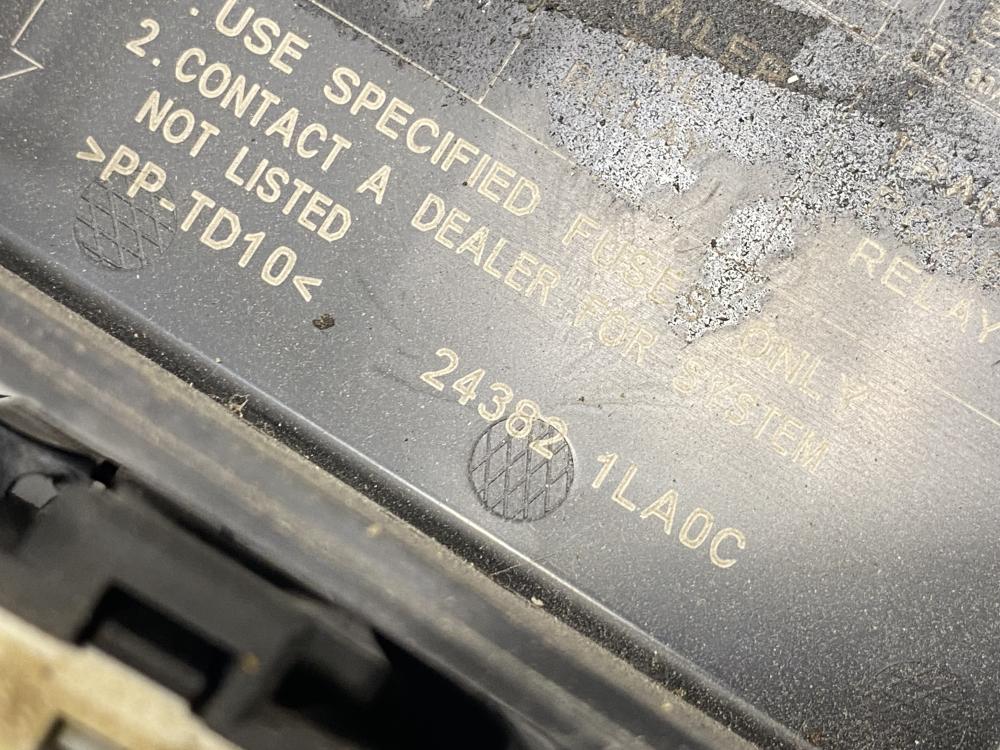 . USE SPECIFIED FUSES ONLY
2. CONTACT A DEALER FOR SYSTEM
NOT LISTED
>PP-TD10<
24382 1LA0C
RELAY